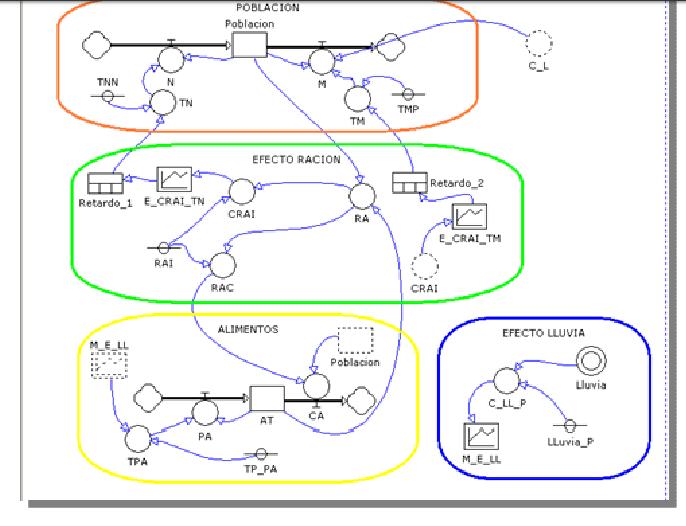 POBLACION
Poblacion
C_L
TNN
N
M
TN
TM
TMP
EFECTO RACION
Retardo_1
E_CRAI_TN
CRAI
RA
Retardo_2
E_CRAI_TM
RAI
RAC
CRAI
ALIMENTOS
M_E_LL
Poblacion
PA
AT
CA
TPA
TP_PA
EFECTO LLUVIA
Lluvia
C_LL_P
LLuvia_P
M_E_LL